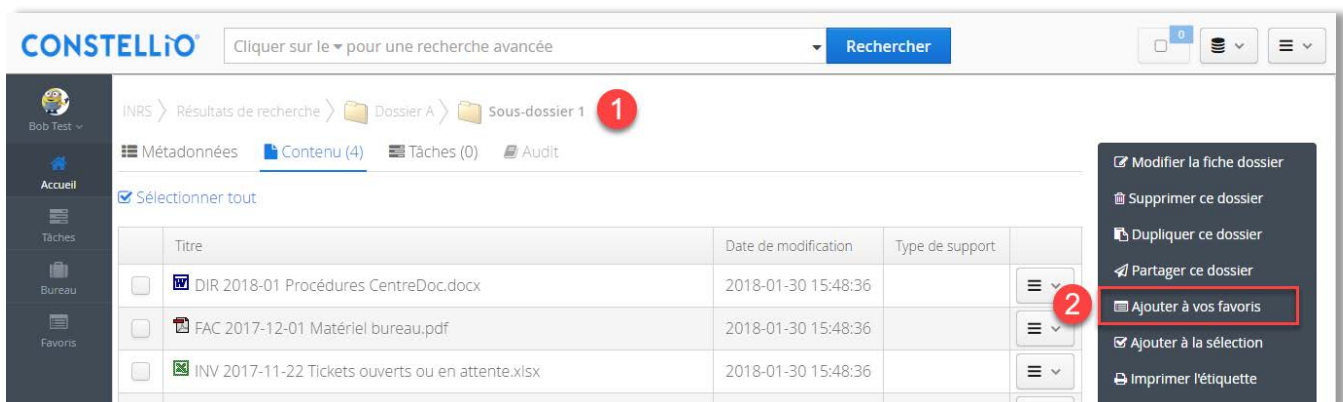 CONSTELLiO
Cliquer sur le ▾ pour une recherche avancée
Rechercher
0
Bob Test
INRS Résultats de recherche Dossier A Sous-dossier 1
1
Métadonnées Contenu (4) Tâches (0) Audit
Sélectionner tout
Accueil
Tâches
Bureau
Favoris
Titre Date de modification Type de support
DIR 2018-01 Procédures CentreDoc.docx 2018-01-30 15:48:36
FAC 2017-12-01 Matériel bureau.pdf 2018-01-30 15:48:36
INV 2017-11-22 Tickets ouverts ou en attente.xlsx 2018-01-30 15:48:36
Modifier la fiche dossier
Supprimer ce dossier
Dupliquer ce dossier
Partager ce dossier
2
Ajouter à vos favoris
Ajouter à la sélection
Imprimer l'étiquette